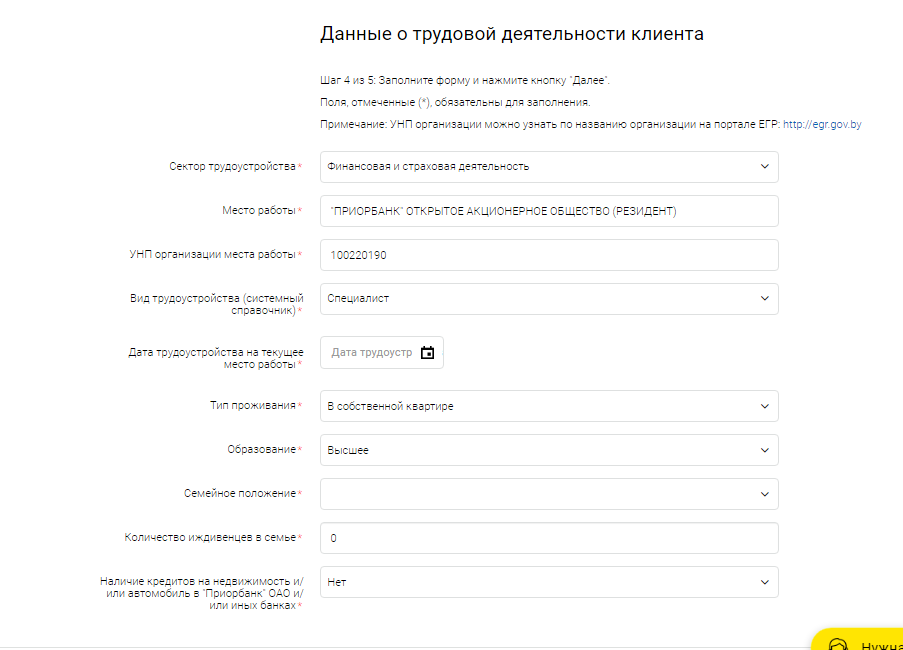 Данные о трудовой деятельности клиента
Шаг 4 из 5: Заполните форму и нажмите кнопку "Далее".
Поля, отмеченные (*), обязательны для заполнения.
Примечание: УНП организации можно узнать по названию организации на портале ЕГР: http://egr.gov.by
Сектор трудоустройства*
Финансовая и страховая деятельность
Место работы*
"ПРИОРБАНК" ОТКРЫТОЕ АКЦИОНЕРНОЕ ОБЩЕСТВО (РЕЗИДЕНТ)
УНП организации места работы*
100220190
Вид трудоустройства (системный
справочник)*
Специалист
Дата трудоустройства на текущее
место работы*
Дата трудоустр
Тип проживания*
В собственной квартире
Образование*
Высшее
Семейное положение*
Количество иждивенцев в семье*
0
Наличие кредитов на недвижимость и/
или автомобиль в "Приорбанк" ОАО и/
или иных банках*
Нет